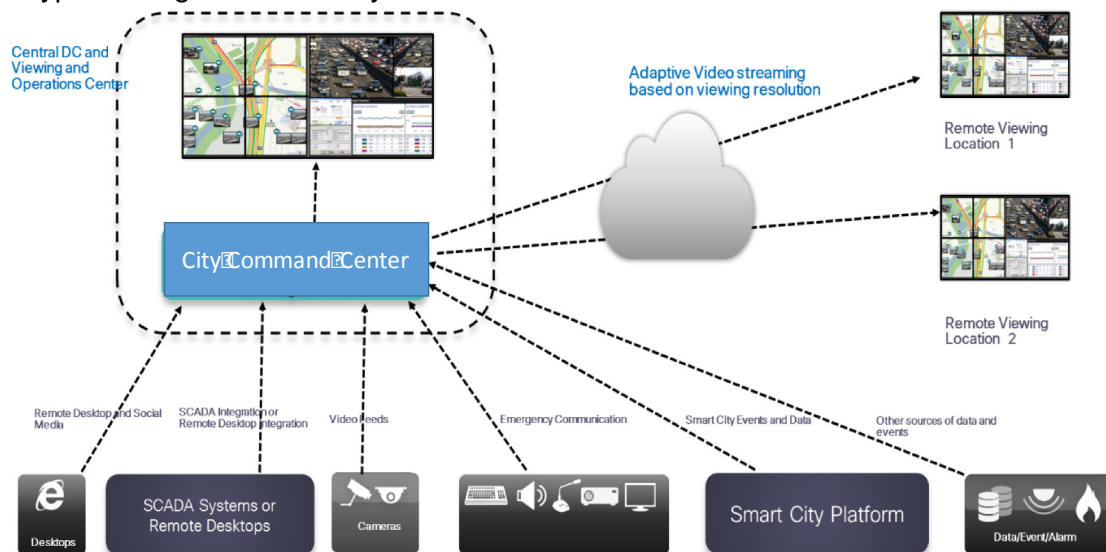 Central DC and
Viewing and
Operations Center
Adaptive Video streaming
based on viewing resolution
Remote Viewing
Location 1
City Command Center
Remote Viewing
Location 2
Remote Desktop and Social
Media
SCADA Integration or
Remote Desktop Integration
Video Feeds
Emergency Communication
Smart City Events and Data
Other sources of data and
events
Desktops
SCADA Systems or
Remote Desktops
Cameras
Smart City Platform
Data/Event/Alarm